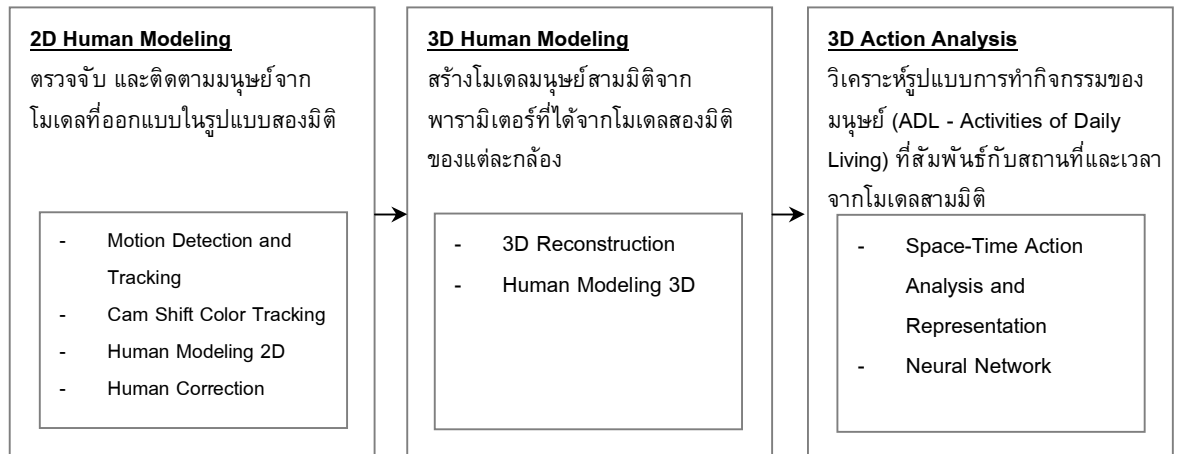 2D Human Modeling
ตรวจจับ และติดตามมนุษย์จาก
โมเดลที่ออกแบบในรูปแบบสองมิติ
- Motion Detection and
Tracking
- Cam Shift Color Tracking
- Human Modeling 2D
- Human Correction
3D Human Modeling
สร้างโมเดลมนุษย์สามมิติจาก
พารามิเตอร์ที่ได้จากโมเดลสองมิติ
ของแต่ละกล้อง
- 3D Reconstruction
- Human Modeling 3D
3D Action Analysis
วิเคราะห์รูปแบบการทำกิจกรรมของ
มนุษย์ (ADL - Activities of Daily
Living) ที่สัมพันธ์กับสถานที่และเวลา
จากโมเดลสามมิติ
- Space-Time Action
Analysis and
Representation
- Neural Network